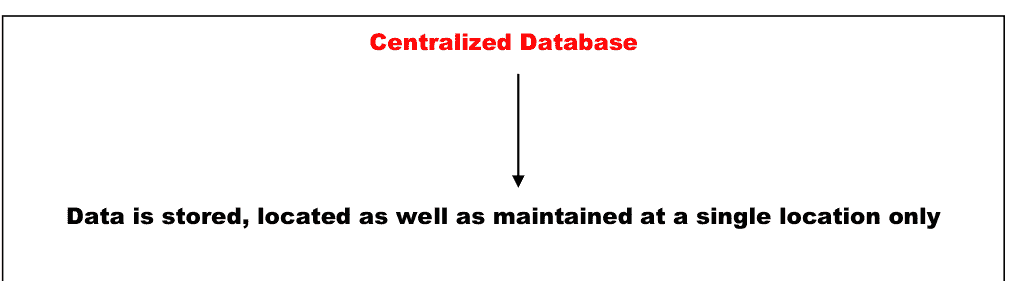 Centralized Database
Data is stored, located as well as maintained at a single location only